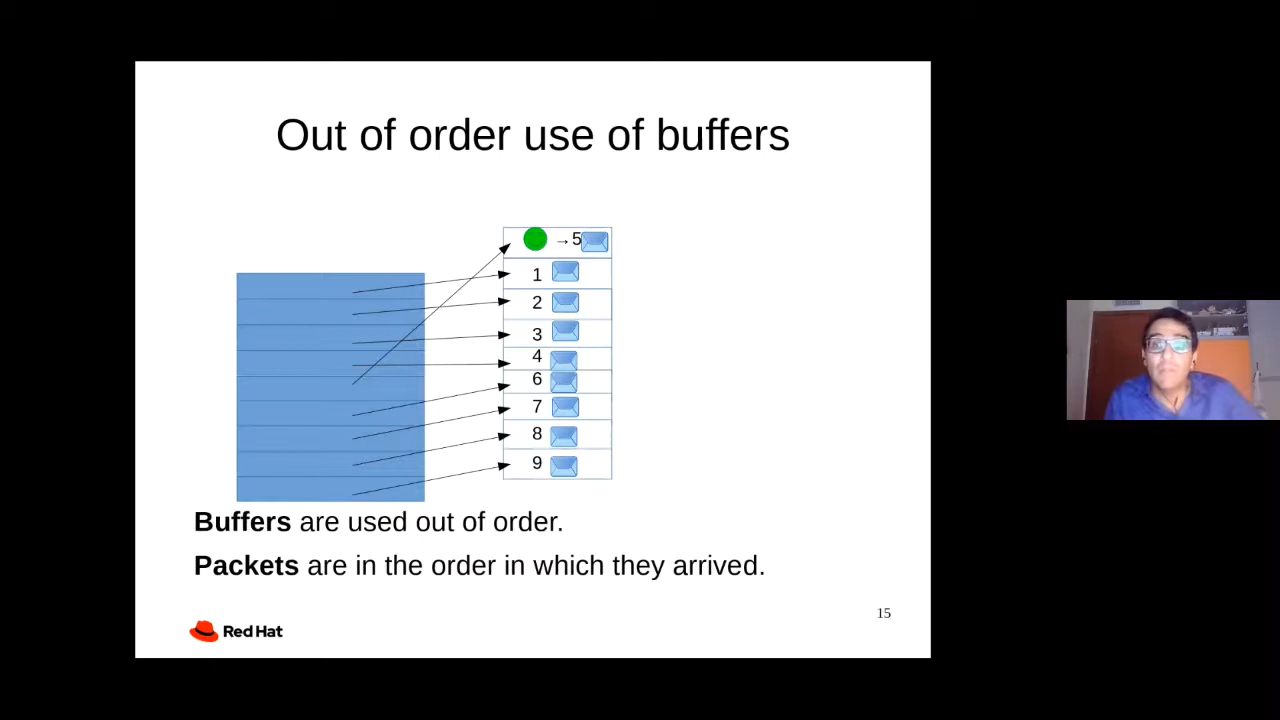 Out of order use of buffers
→5
1
2
3
4
6
7
8
9
Buffers are used out of order.
Packets are in the order in which they arrived.
Red Hat
15